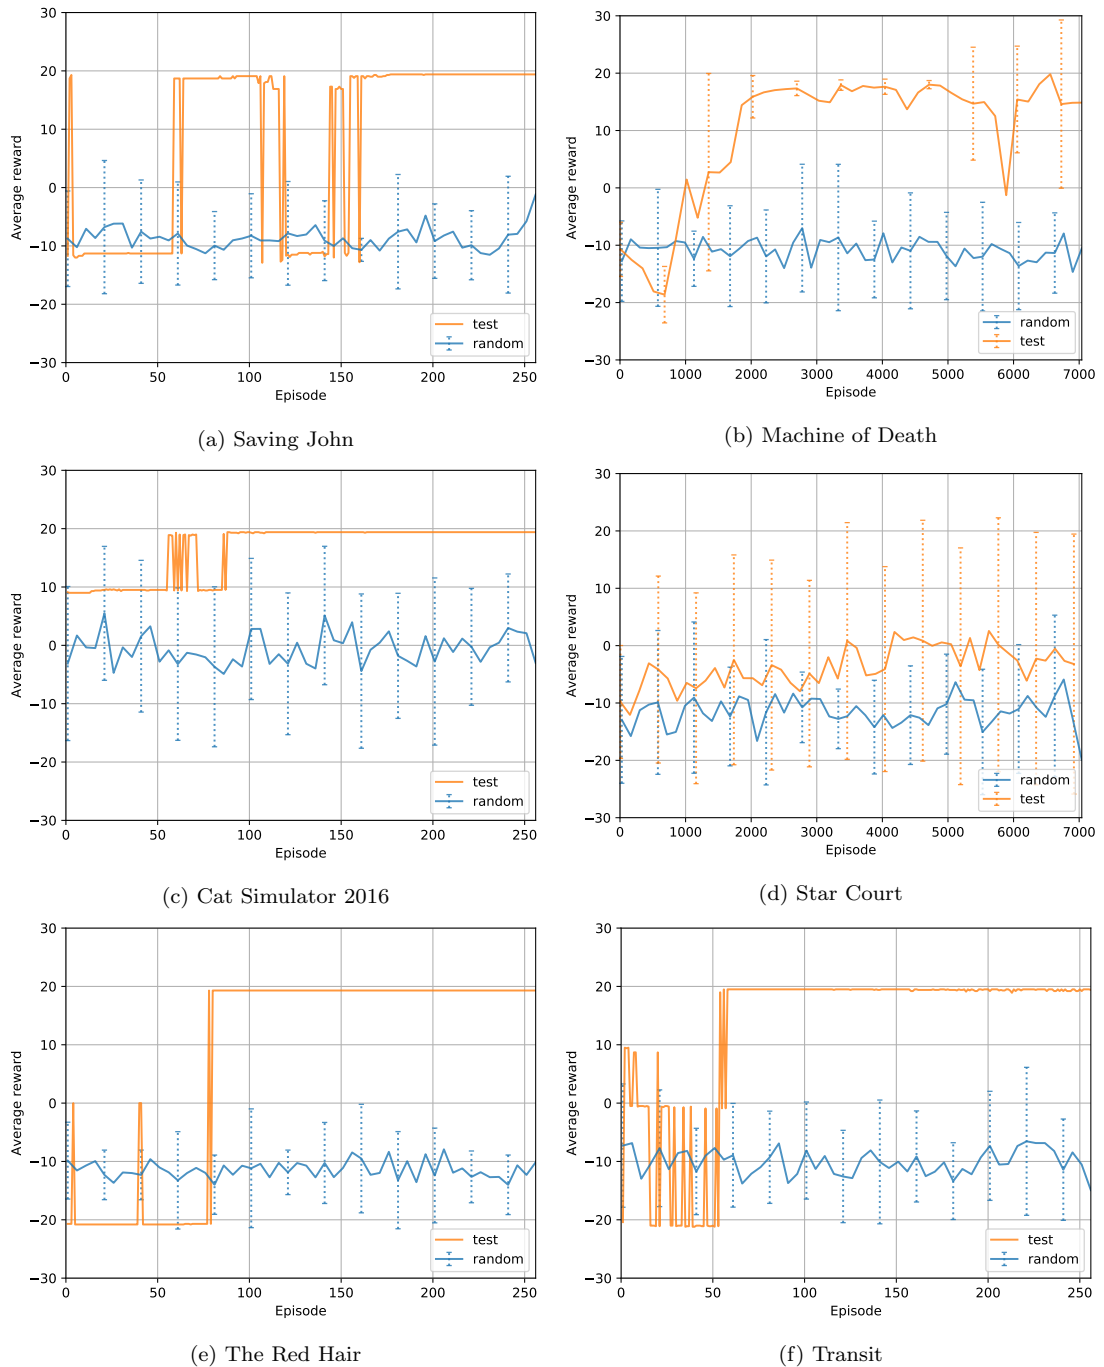 30
20
10
0
−10
−20
−30
Average reward
0 50 100 150 200 250
Episode
test
random
(a) Saving John
30
20
10
0
−10
−20
−30
Average reward
0 1000 2000 3000 4000 5000 6000 7000
Episode
random
test
(b) Machine of Death
30
20
10
0
−10
−20
−30
Average reward
0 50 100 150 200 250
Episode
test
random
(c) Cat Simulator 2016
30
20
10
0
−10
−20
−30
Average reward
0 1000 2000 3000 4000 5000 6000 7000
Episode
random
test
(d) Star Court
30
20
10
0
−10
−20
−30
Average reward
0 50 100 150 200 250
Episode
test
random
(e) The Red Hair
30
20
10
0
−10
−20
−30
Average reward
0 50 100 150 200 250
Episode
test
random
(f) Transit